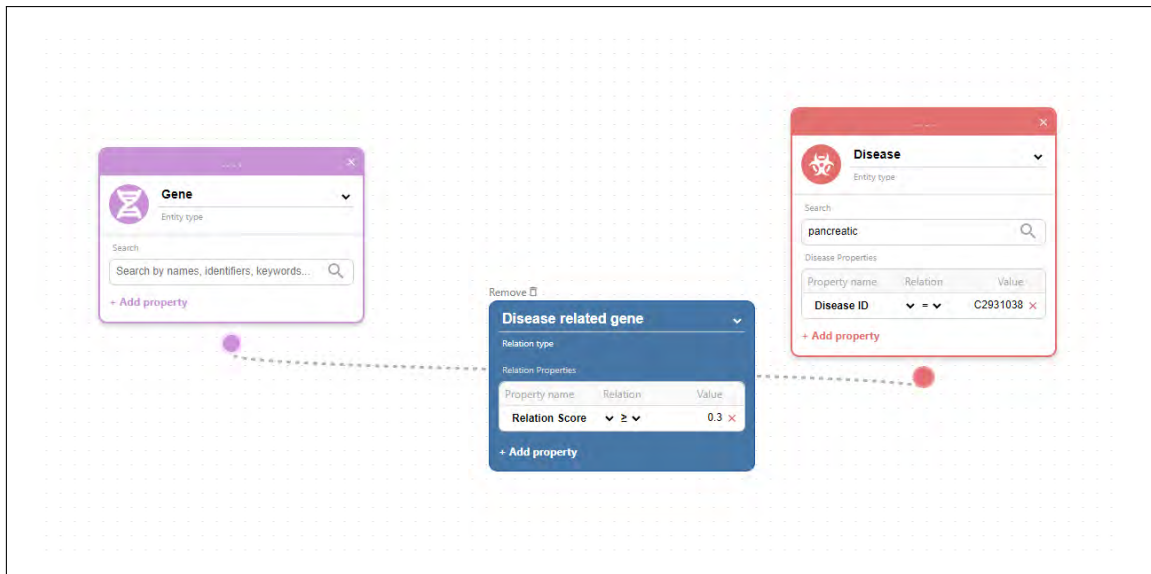 Gene
Entity type
Search
Search by names, identifiers, keywords...
+ Add property
Remove
Disease related gene
Relation type
Relation Properties
Property name Relation Value
Relation Score ≥ 0.3 ×
+ Add property
×
Disease
Entity type
Search
pancreatic
Disease Properties
Property name Relation Value
Disease ID = C2931038 ×
+ Add property